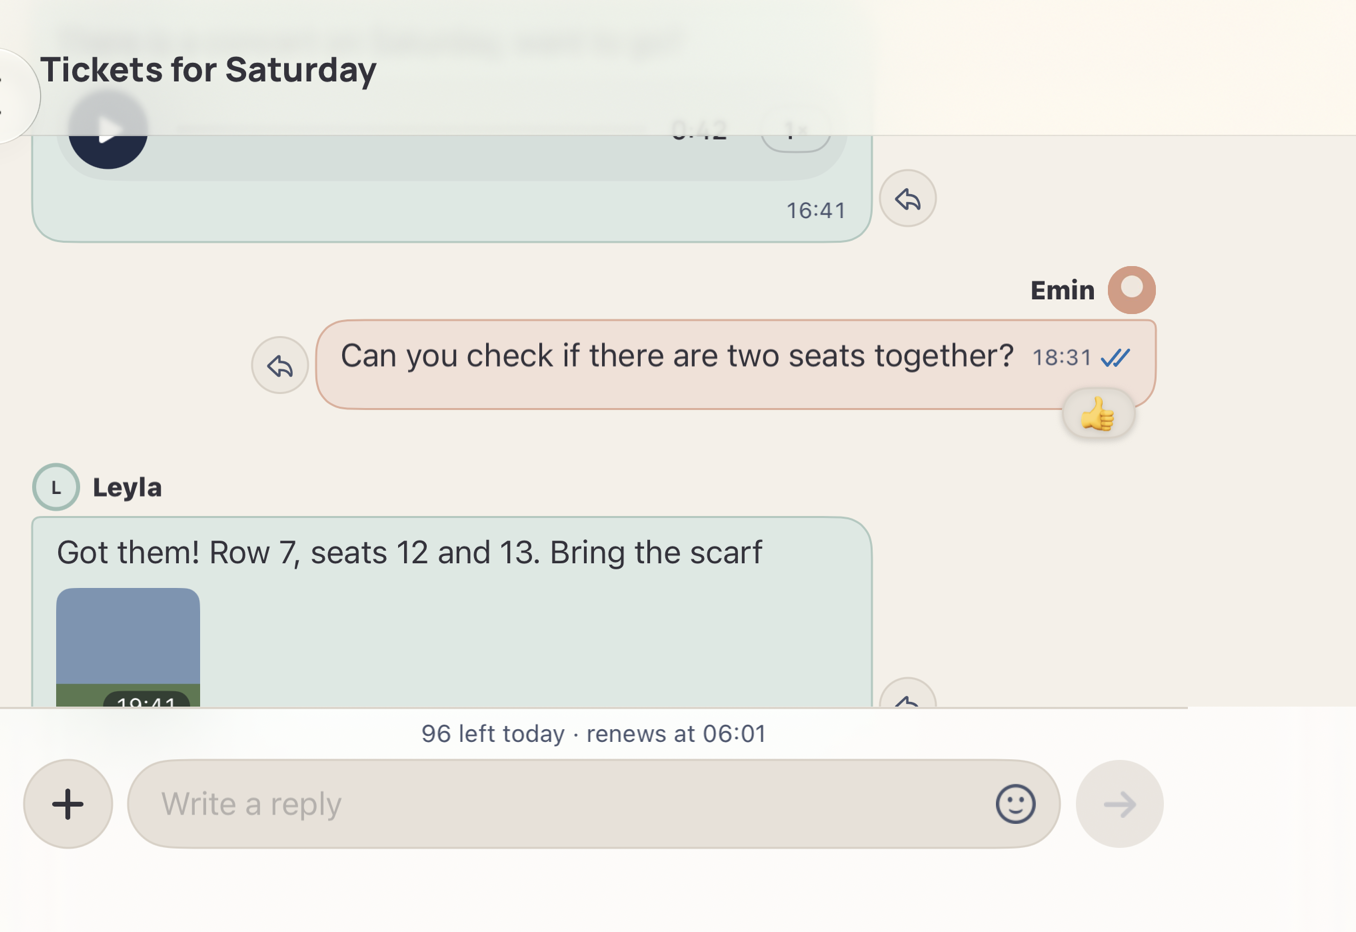 Tickets for Saturday
0:42
16:41
Emin
Can you check if there are two seats together? 18:31
L Leyla
Got them! Row 7, seats 12 and 13. Bring the scarf
96 left today · renews at 06:01
Write a reply